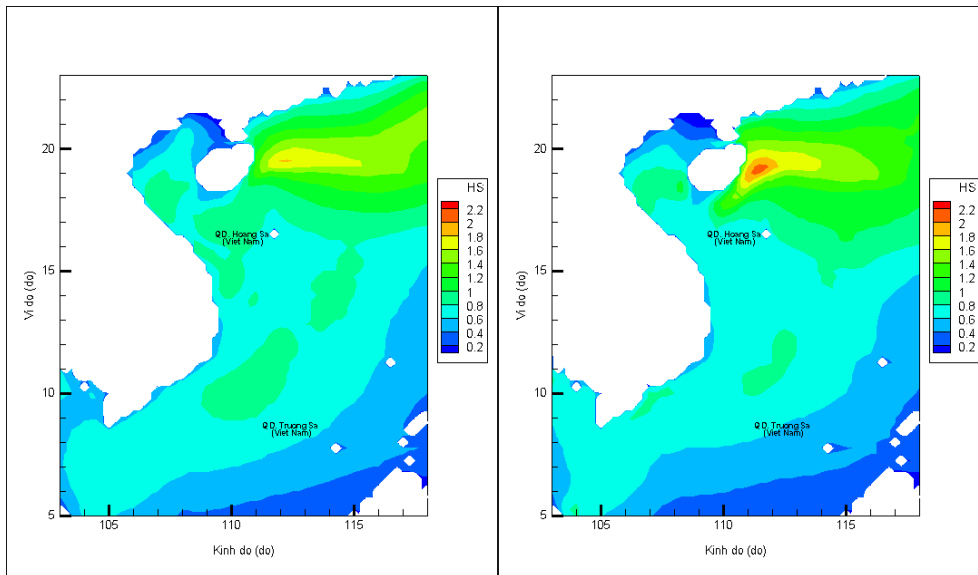 HS
2.2
2
1.8
1.6
1.4
1.2
1
0.8
0.6
0.4
0.2
20
15
10
5
Vi do (do)
QD. Hoang Sa
(Viet Nam)
QD. Truong Sa
(Viet Nam)
105
110
115
Kinh do (do)
HS
2.2
2
1.8
1.6
1.4
1.2
1
0.8
0.6
0.4
0.2
20
15
10
5
Vi do (do)
QD. Hoang Sa
(Viet Nam)
QD. Truong Sa
(Viet Nam)
105
110
115
Kinh do (do)